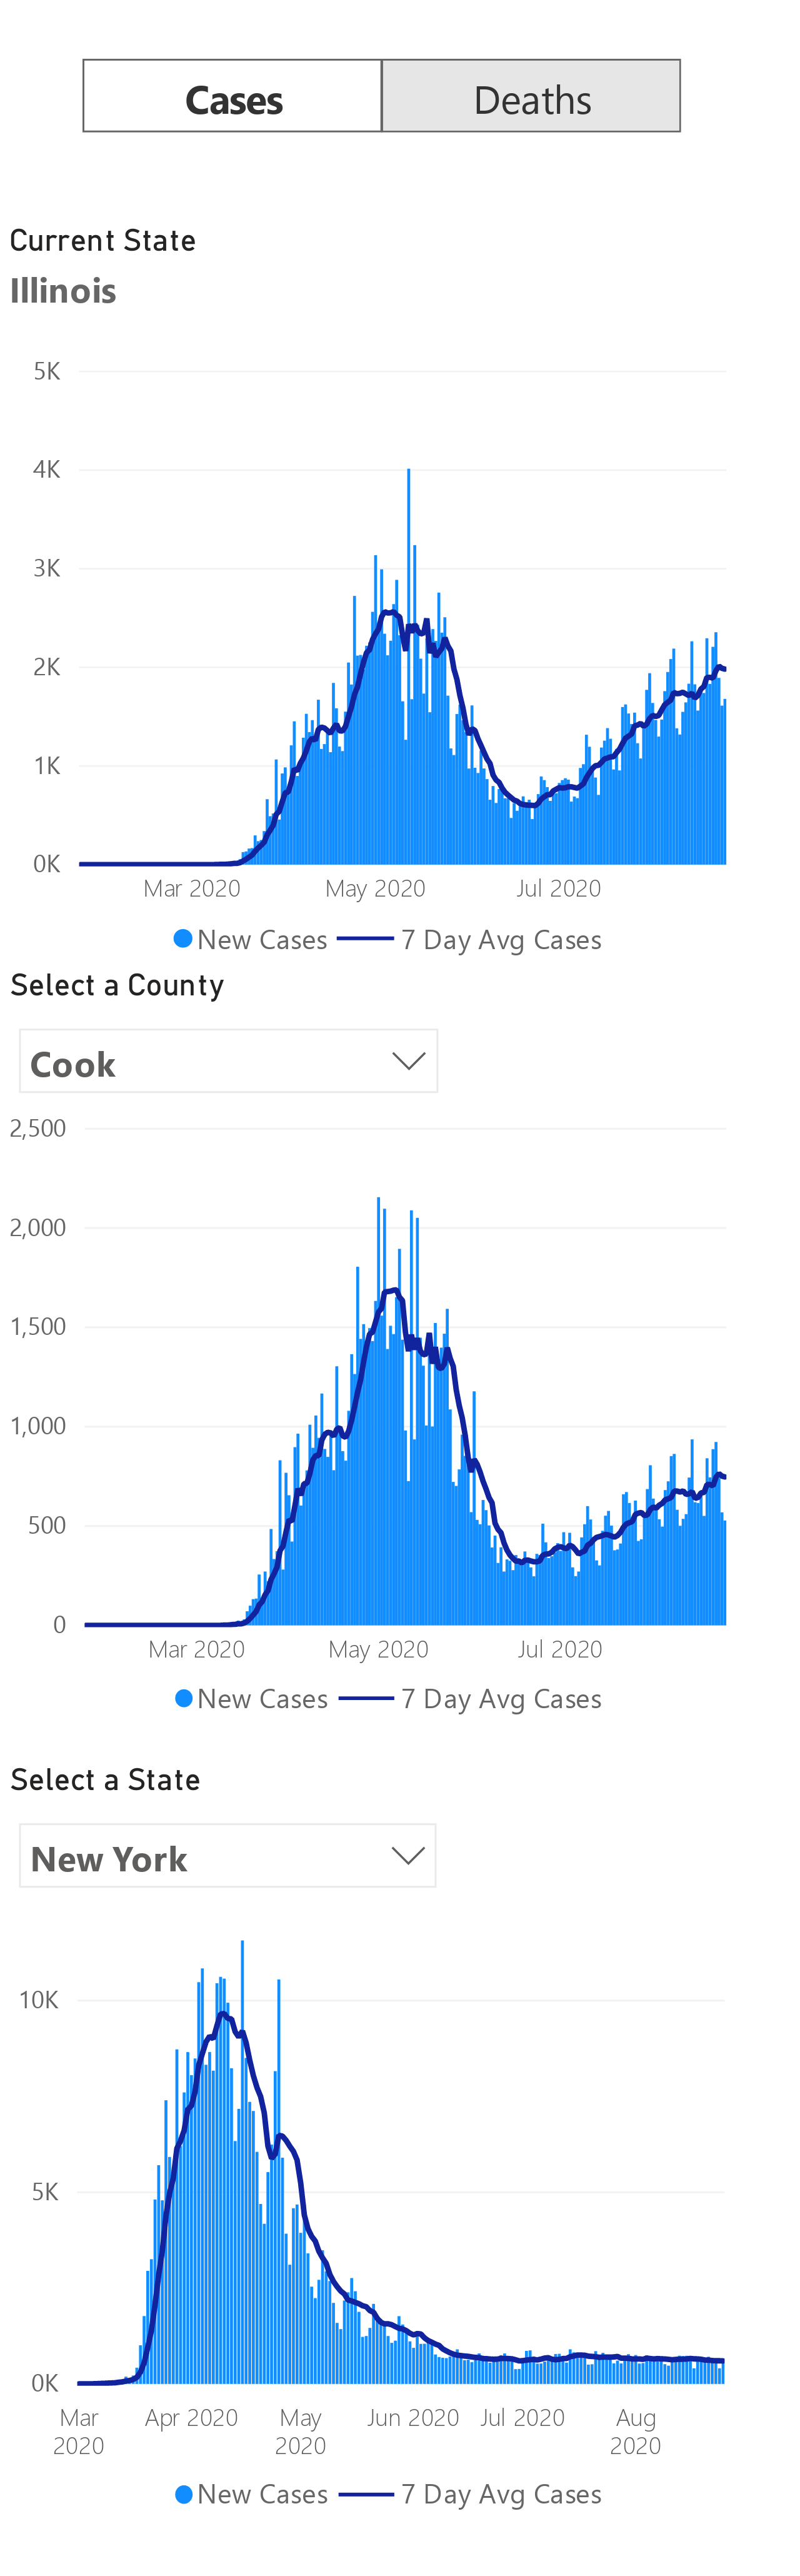 Cases Deaths
Current State
Illinois
5K
4K
3K
2K
1K
0K
Mar 2020 May 2020 Jul 2020
New Cases 7 Day Avg Cases
Select a County
Cook
2,500
2,000
1,500
1,000
500
0
Mar 2020 May 2020 Jul 2020
New Cases 7 Day Avg Cases
Select a State
New York
10K
5K
0K
Mar Apr 2020 May Jun 2020 Jul 2020 Aug
2020 2020 2020
New Cases 7 Day Avg Cases